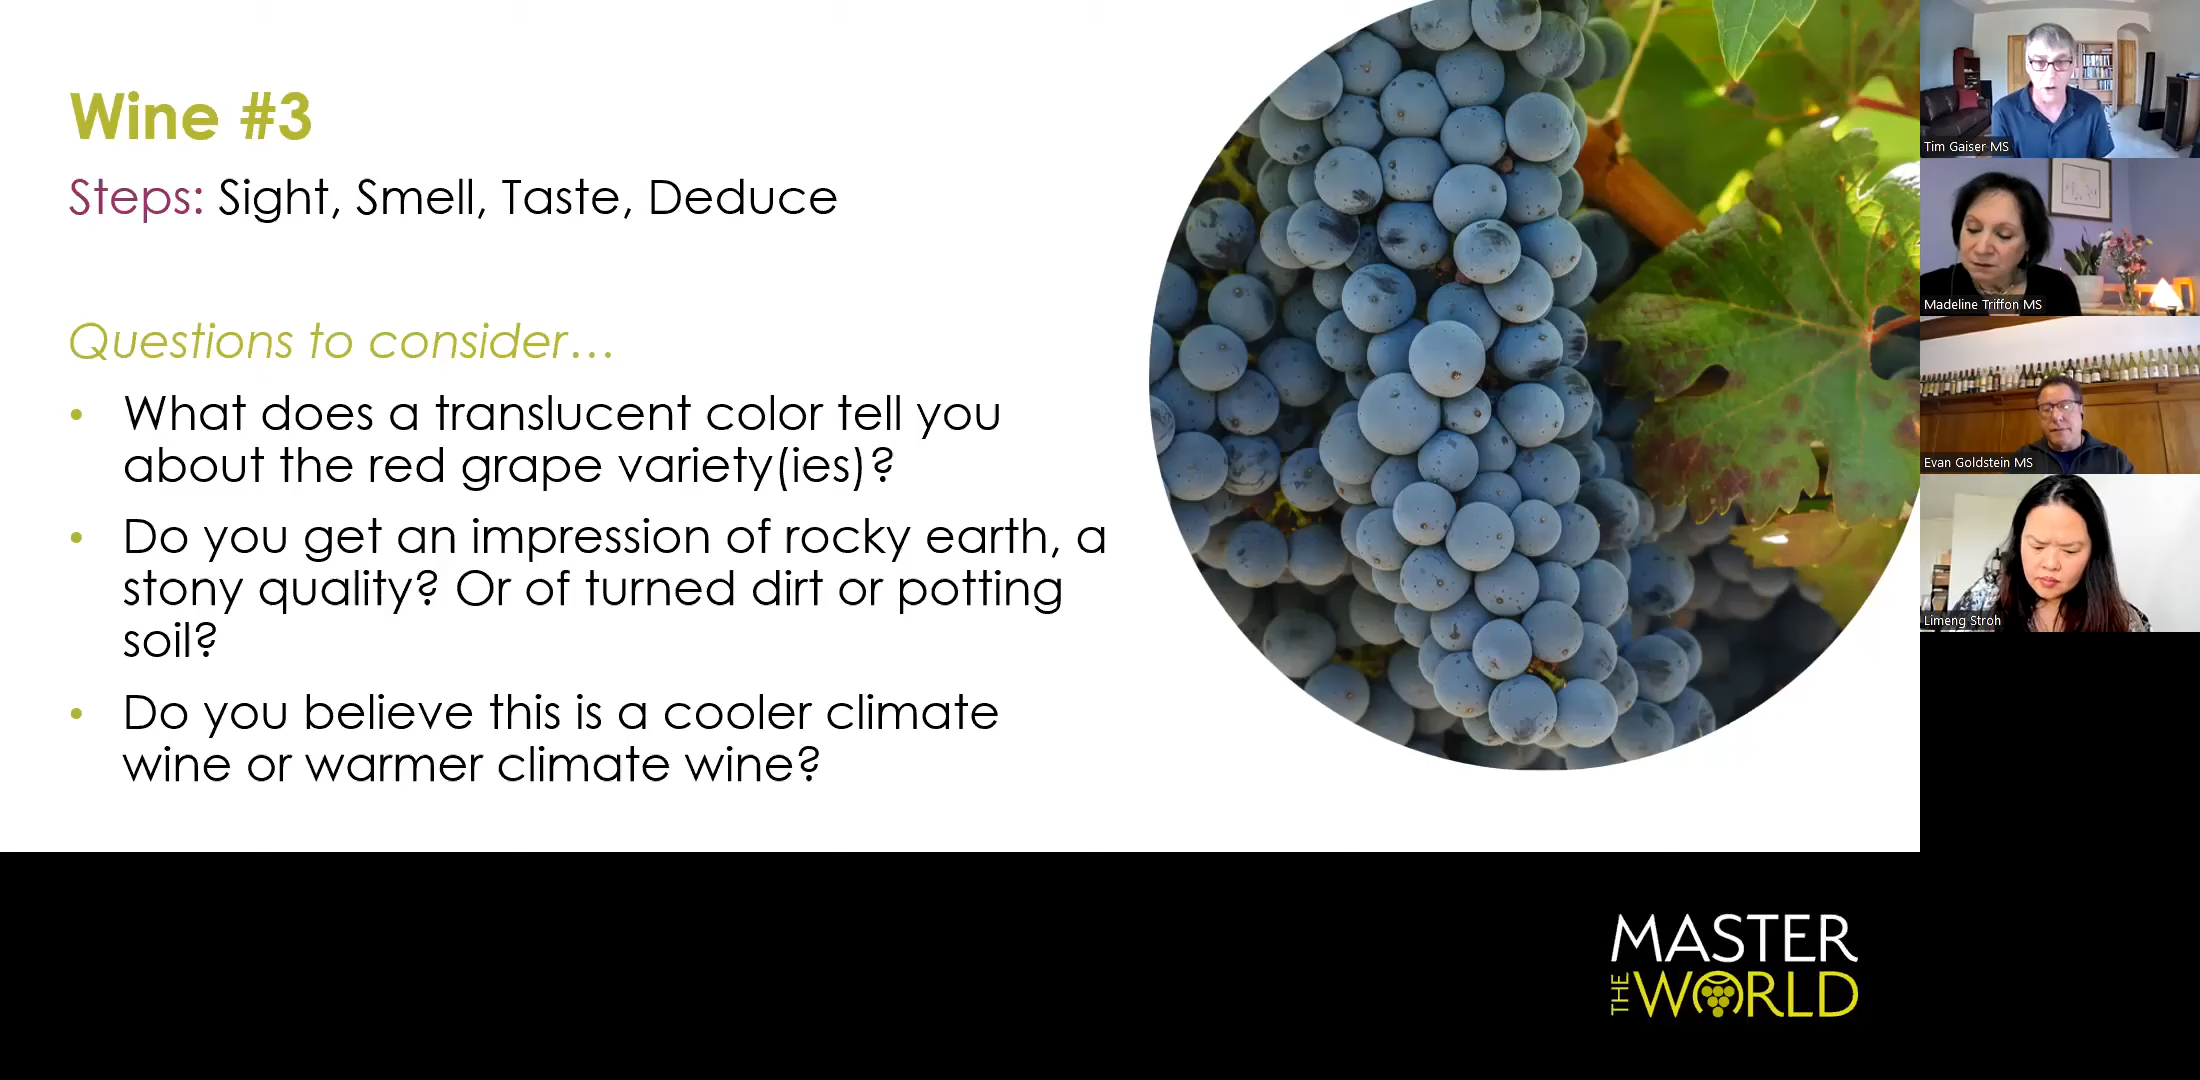 Wine #3
Steps: Sight, Smell, Taste, Deduce
Questions to consider…
• What does a translucent color tell you
about the red grape variety(ies)?
• Do you get an impression of rocky earth, a
stony quality? Or of turned dirt or potting
soil?
• Do you believe this is a cooler climate
wine or warmer climate wine?
Tim Gaiser MS
Madeline Triffon MS
Evan Goldstein MS
Limeng Stroh
MASTER
THE WORLD